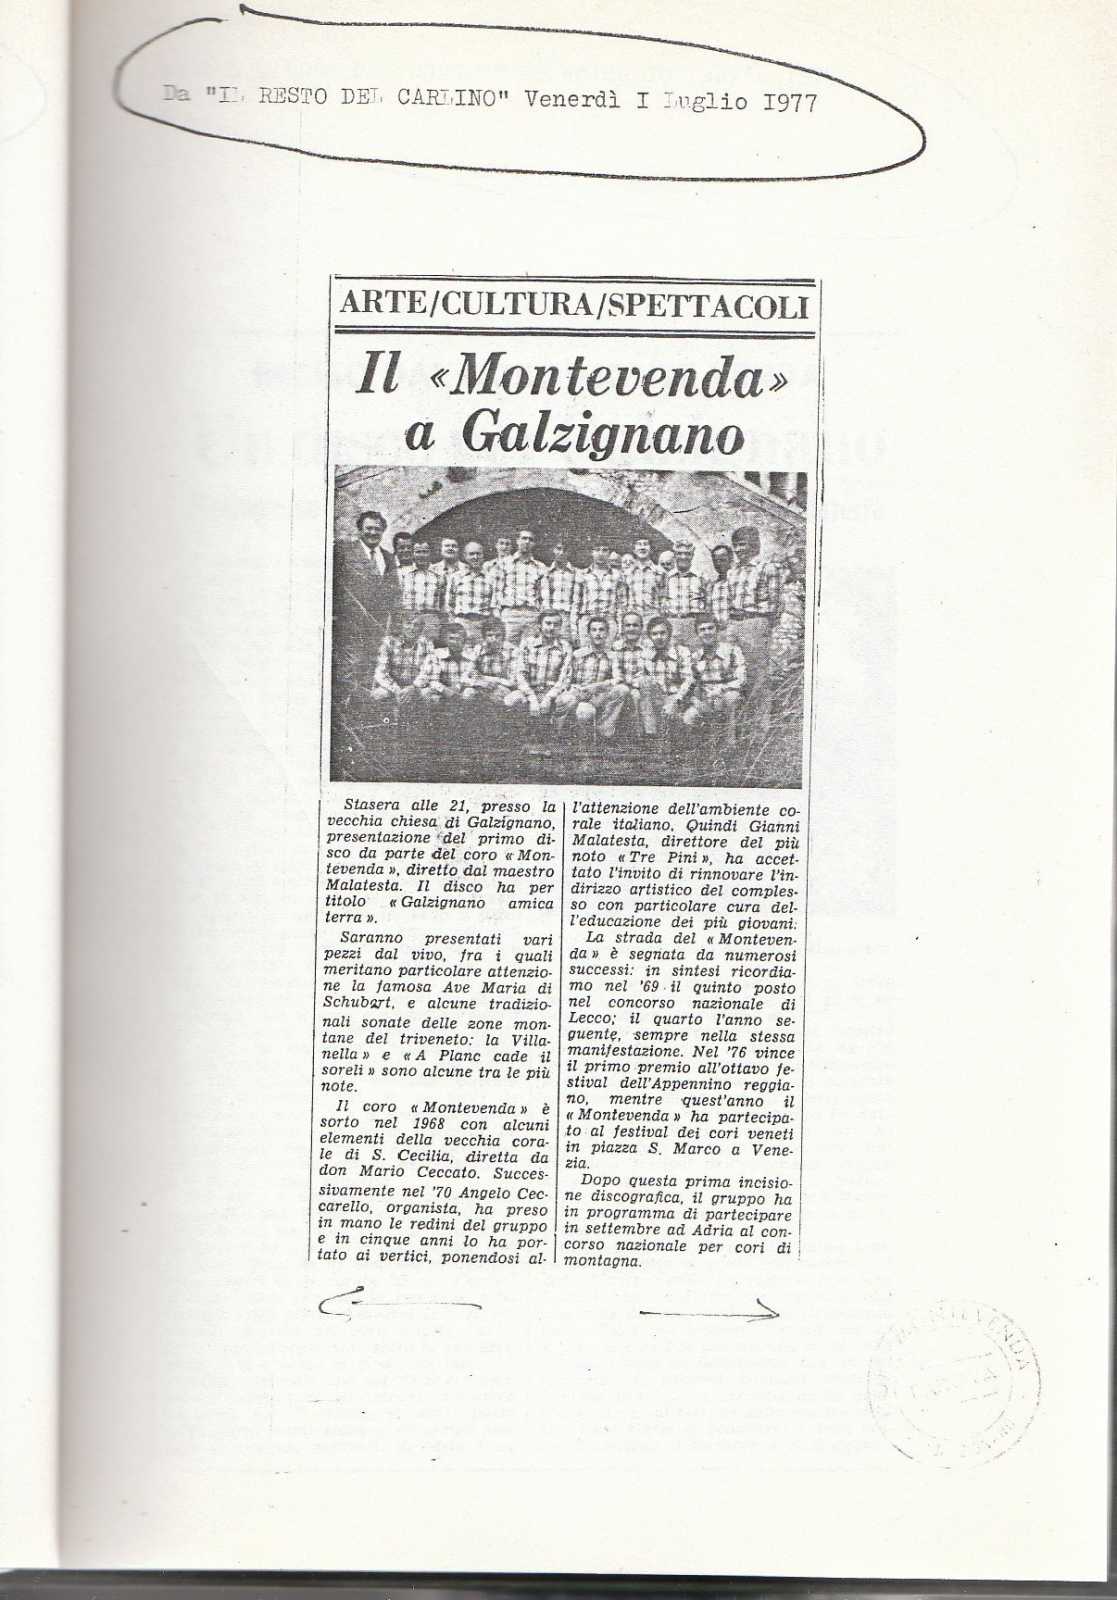 Da "IL RESTO DEL CARLINO" Venerdì I Luglio I977
ARTE/CULTURA/SPETTACOLI
Il «Montevenda»
a Galzignano
Stasera alle 21, presso la
vecchia chiesa di Galzignano,
presentazione del primo di-
sco da parte del coro «Mon-
tevenda», diretto dal maestro
Malatesta. Il disco ha per
titolo «Galzignano amica
terra».
Saranno presentati vari
pezzi dal vivo, fra i quali
meritano particolare attenzio-
ne la famosa Ave Maria di
Schubart, e alcune tradizio-
nali sonate delle zone mon-
tane del triveneto: la Villa-
nella» e «A Planc cade il
soreli» sono alcune tra le più
note.
Il coro «Montevenda» è
sorto nel 1968 con alcuni
elementi della vecchia cora-
le di S. Cecilia, diretta da
don Mario Ceccato. Succes-
sivamente nel '70 Angelo Cec-
carello, organista, ha preso
in mano le redini del gruppo
e in cinque anni lo ha por-
tato ai vertici, ponendosi al-
l'attenzione dell'ambiente co-
rale italiano. Quindi Gianni
Malatesta, direttore del più
noto «Tre Pini», ha accet-
tato l'invito di rinnovare l'in-
dirizzo artistico del comples-
so con particolare cura del-
l'educazione dei più giovani.
La strada del «Monteven-
da» è segnata da numerosi
successi: in sintesi ricordia-
mo nel '69 il quinto posto
nel concorso nazionale di
Lecco; il quarto l'anno se-
guente, sempre nella stessa
manifestazione. Nel '76 vince
il primo premio all'ottavo fe-
stival dell'Appennino reggia-
no, mentre quest'anno il
«Montevenda» ha partecipa-
to al festival dei cori veneti
in piazza S. Marco a Vene-
zia.
Dopo questa prima incisio-
ne discografica, il gruppo ha
in programma di partecipare
in settembre ad Adria al con-
corso nazionale per cori di
montagna.
MONTEVENDA